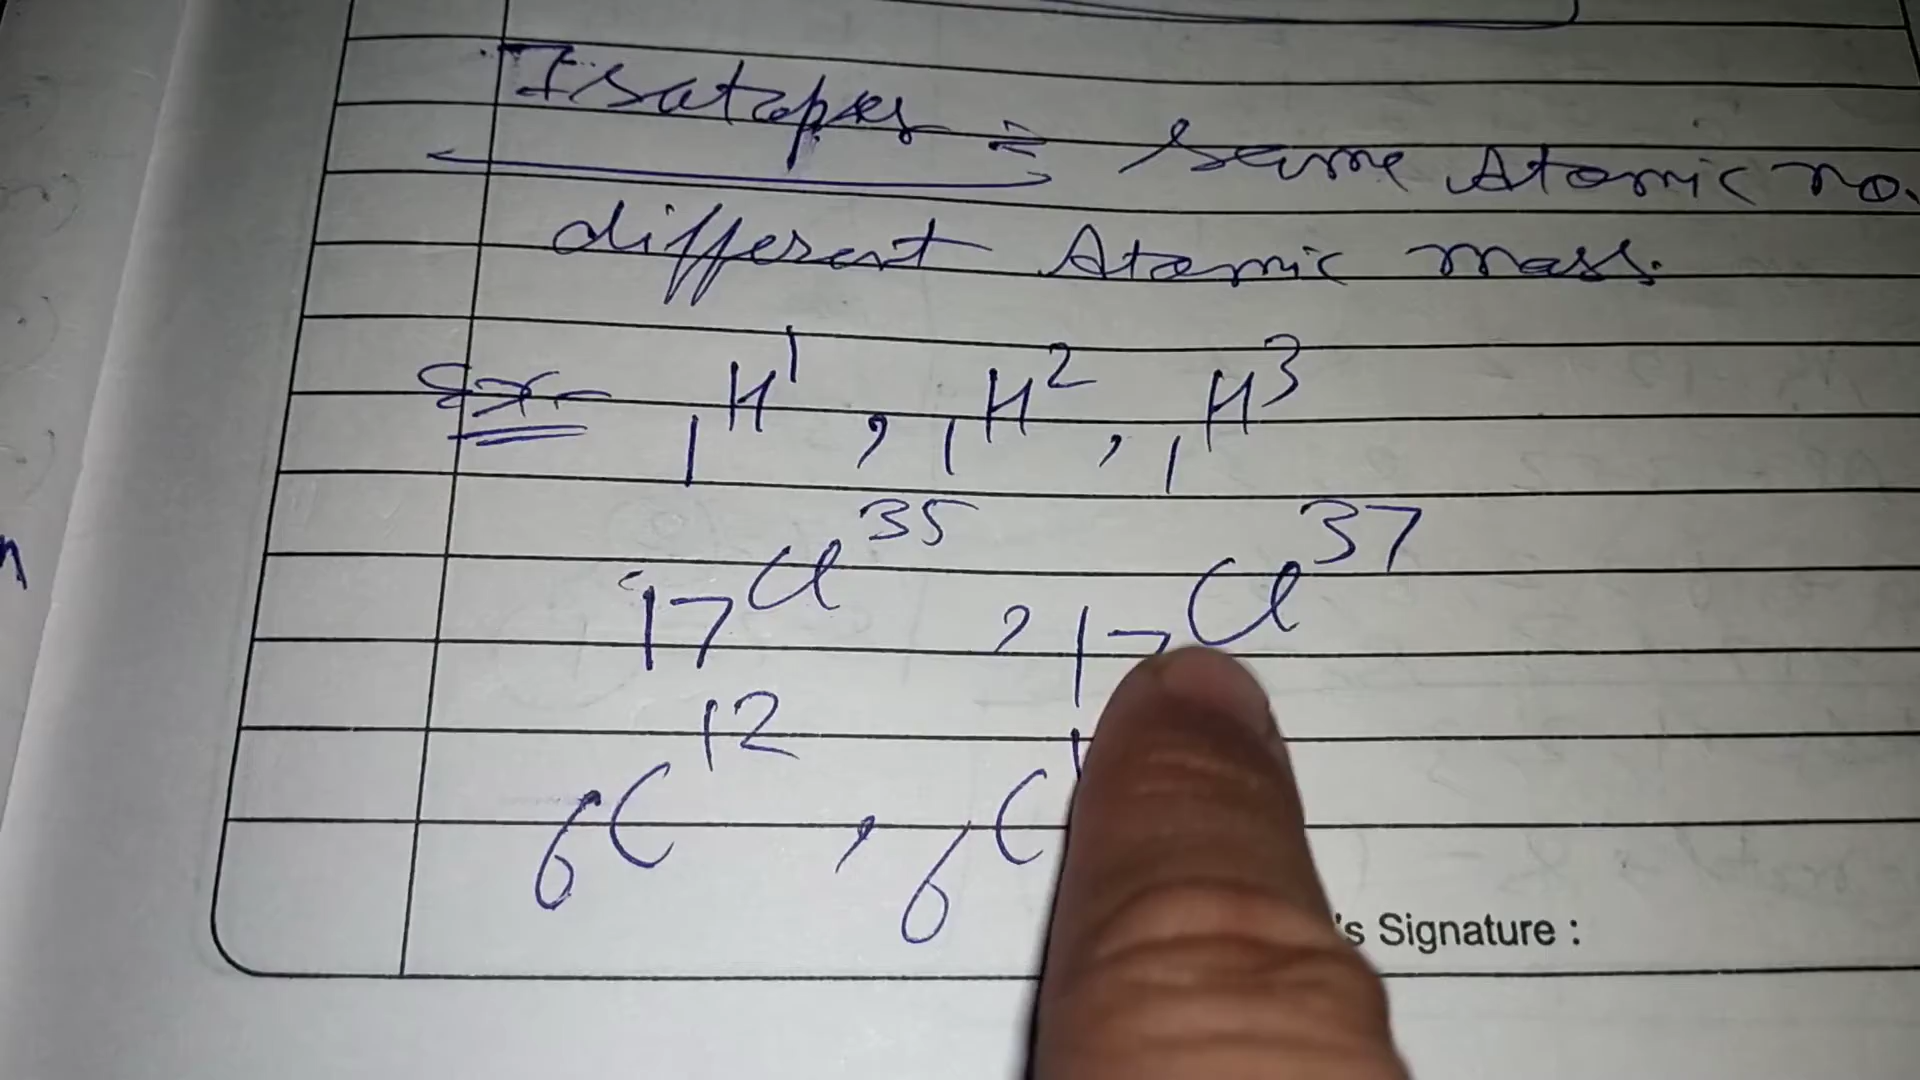 Isotopes = Same Atomic no.
different Atomic mass.
Ex- ₁H¹, ₁H², ₁H³
₁₇Cl³⁵, ₁₇Cl³⁷
₆C¹², ₆C
's Signature :